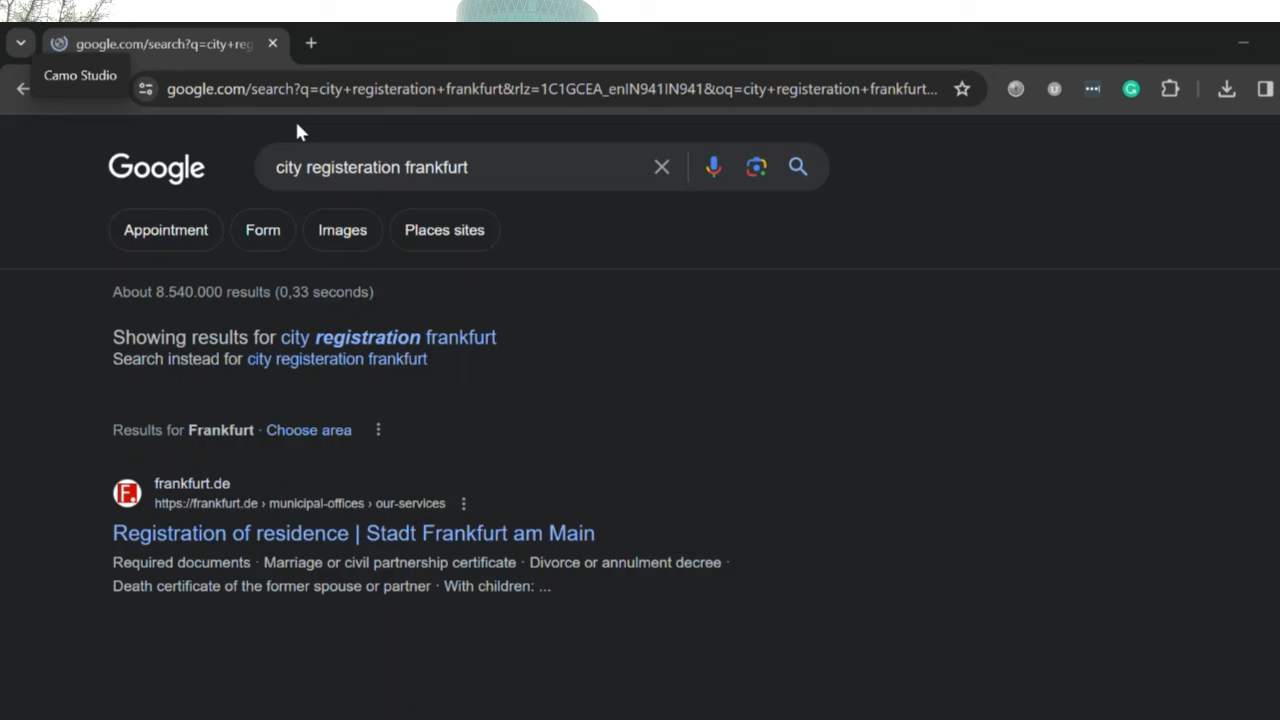 google.com/search?q=city+reg
Camo Studio
google.com/search?q=city+registeration+frankfurt&rlz=1C1GCEA_enIN941IN941&oq=city+registeration+frankfurt...
Google
city registeration frankfurt
Appointment
Form
Images
Places sites
About 8.540.000 results (0,33 seconds)
Showing results for city registration frankfurt
Search instead for city registeration frankfurt
Results for Frankfurt · Choose area
F.
frankfurt.de
https://frankfurt.de › municipal-offices › our-services
Registration of residence | Stadt Frankfurt am Main
Required documents · Marriage or civil partnership certificate · Divorce or annulment decree ·
Death certificate of the former spouse or partner · With children: ...